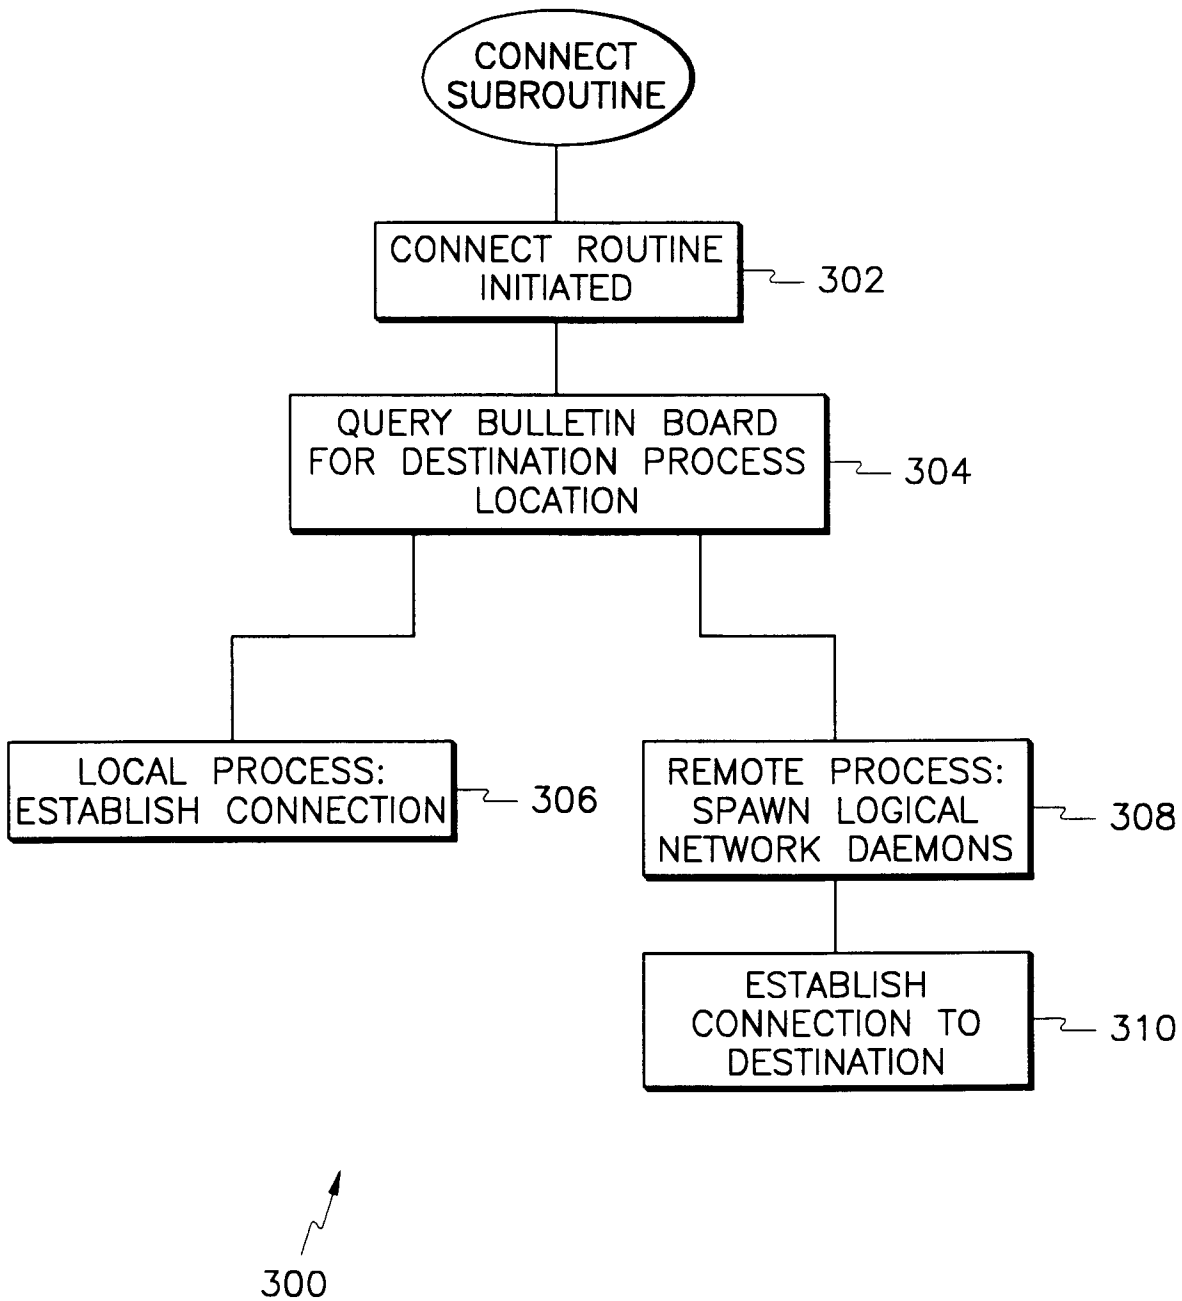 CONNECT
SUBROUTINE
CONNECT ROUTINE
INITIATED
302
QUERY BULLETIN BOARD
FOR DESTINATION PROCESS
LOCATION
304
LOCAL PROCESS:
ESTABLISH CONNECTION
306
REMOTE PROCESS:
SPAWN LOGICAL
NETWORK DAEMONS
308
ESTABLISH
CONNECTION TO
DESTINATION
310
300